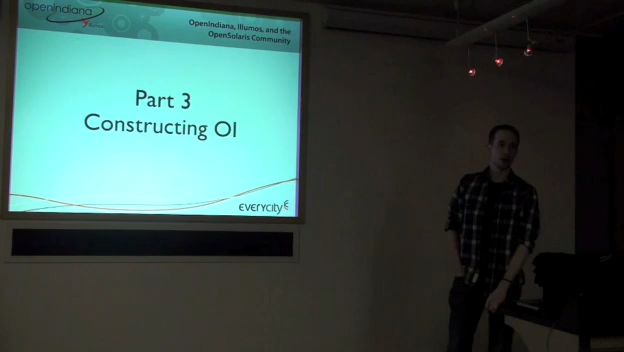 openindiana
OpenIndiana, Illumos, and the
OpenSolaris Community
Part 3
Constructing OI
EVERYCITY